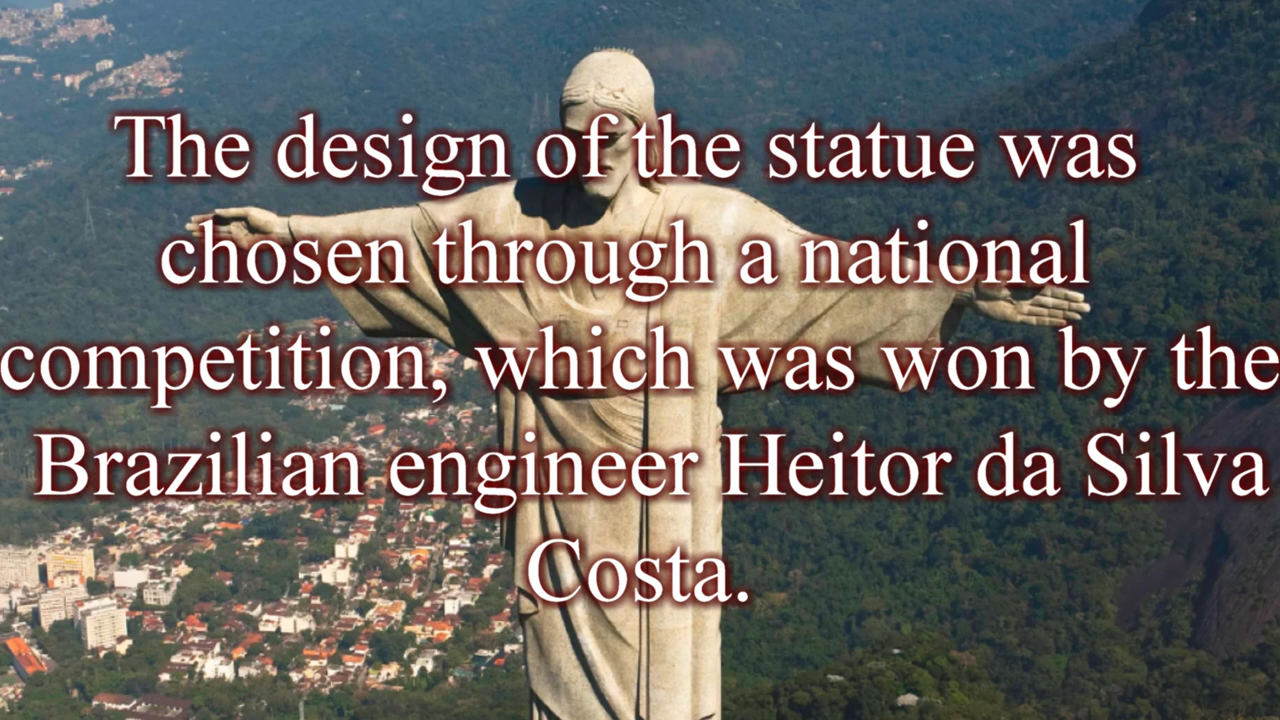 The design of the statue was
chosen through a national
competition, which was won by the
Brazilian engineer Heitor da Silva
Costa.